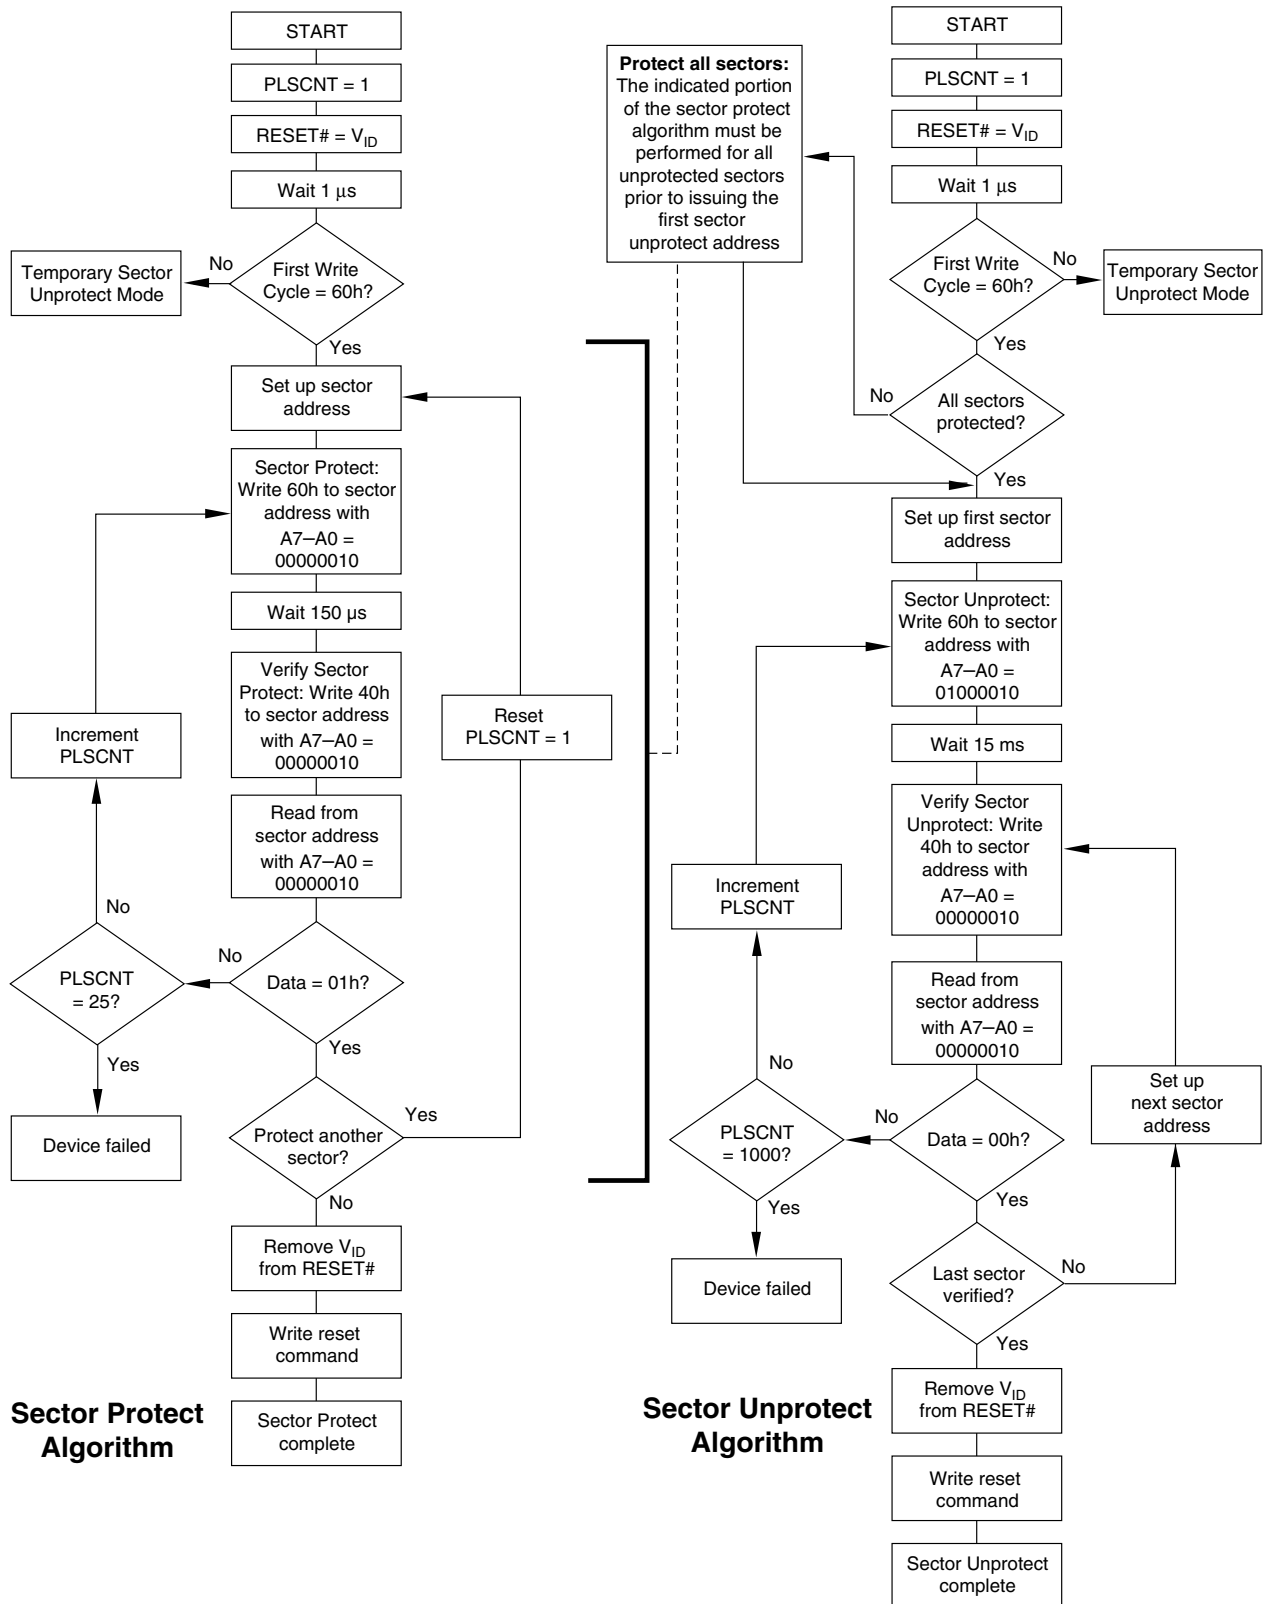 START
PLSCNT = 1
RESET# = VID
Wait 1 μs
First Write
Cycle = 60h?
No
Temporary Sector
Unprotect Mode
Yes
Set up sector
address
Sector Protect:
Write 60h to sector
address with
A7–A0 =
00000010
Wait 150 µs
Verify Sector
Protect: Write 40h
to sector address
with A7–A0 =
00000010
Increment
PLSCNT
Reset
PLSCNT = 1
Read from
sector address
with A7–A0 =
00000010
No
PLSCNT
= 25?
No
Data = 01h?
Yes
Yes
Device failed
Protect another
sector?
Yes
No
Remove VID
from RESET#
Write reset
command
Sector Protect
complete
Sector Protect
Algorithm
Protect all sectors:
The indicated portion
of the sector protect
algorithm must be
performed for all
unprotected sectors
prior to issuing the
first sector
unprotect address
START
PLSCNT = 1
RESET# = VID
Wait 1 μs
First Write
Cycle = 60h?
No
Temporary Sector
Unprotect Mode
Yes
No
All sectors
protected?
Yes
Set up first sector
address
Sector Unprotect:
Write 60h to sector
address with
A7–A0 =
01000010
Wait 15 ms
Verify Sector
Unprotect: Write
40h to sector
address with
A7–A0 =
00000010
Increment
PLSCNT
Read from
sector address
with A7–A0 =
00000010
No
PLSCNT
= 1000?
No
Data = 00h?
Set up
next sector
address
Yes
Yes
Device failed
Last sector
verified?
No
Yes
Remove VID
from RESET#
Write reset
command
Sector Unprotect
complete
Sector Unprotect
Algorithm